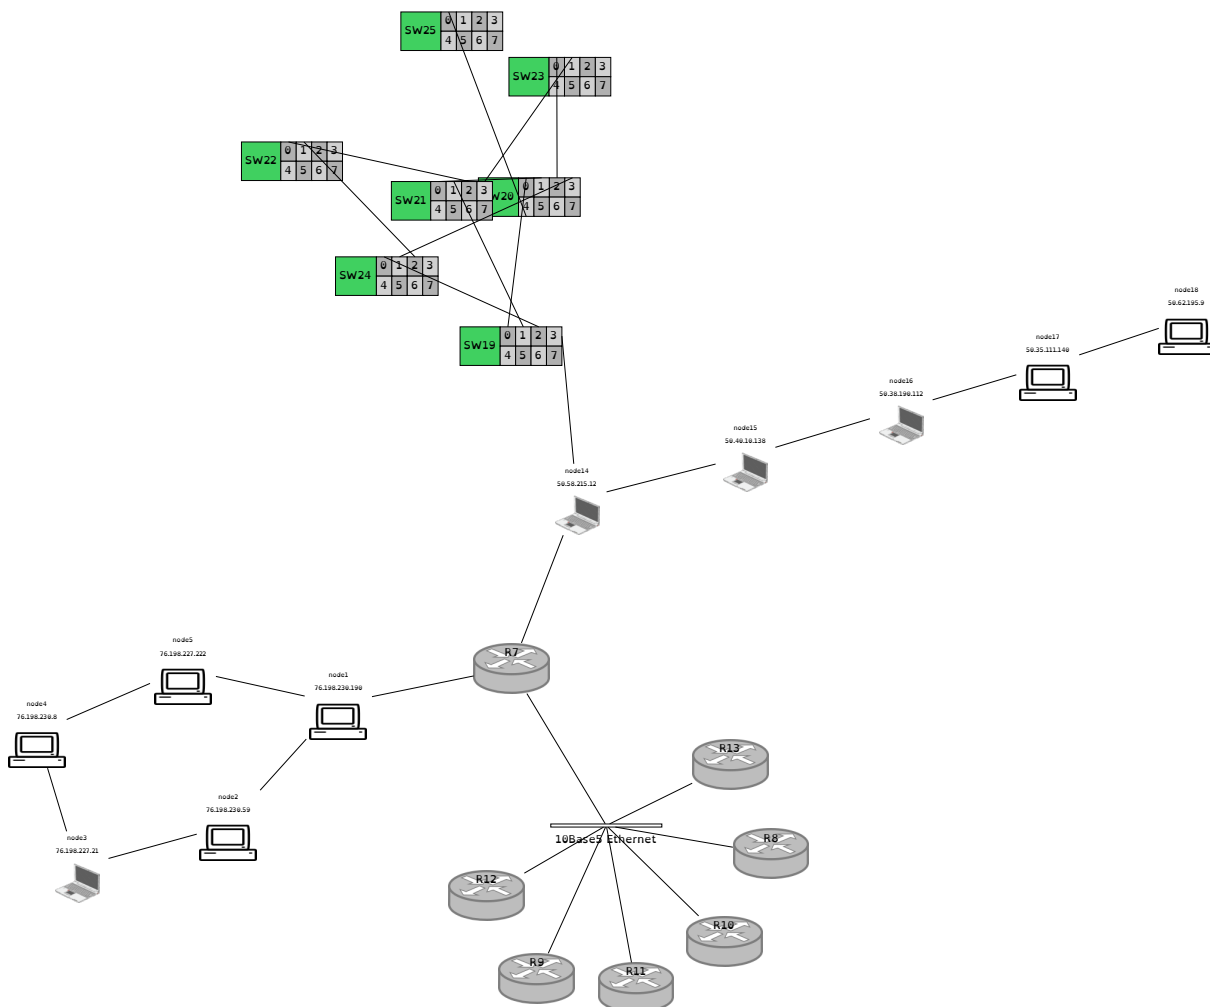 SW25 0 1 2 3
4 5 6 7
SW23 0 1 2 3
4 5 6 7
SW22 0 1 2 3
4 5 6 7
SW21 0 1 2 3
4 5 6 7
W20 0 1 2 3
4 5 6 7
SW24 0 1 2 3
4 5 6 7
SW19 0 1 2 3
4 5 6 7
node18
50.62.195.9
node17
50.35.111.140
node16
50.38.190.112
node15
50.40.10.138
node14
50.58.215.12
R7
node5
76.198.227.222
node1
76.198.230.190
node4
76.198.230.8
node2
76.198.230.59
node3
76.198.227.21
R13
10Base5 Ethernet
R8
R12
R10
R9
R11